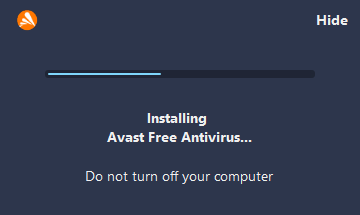 Hide
Installing
Avast Free Antivirus...
Do not turn off your computer